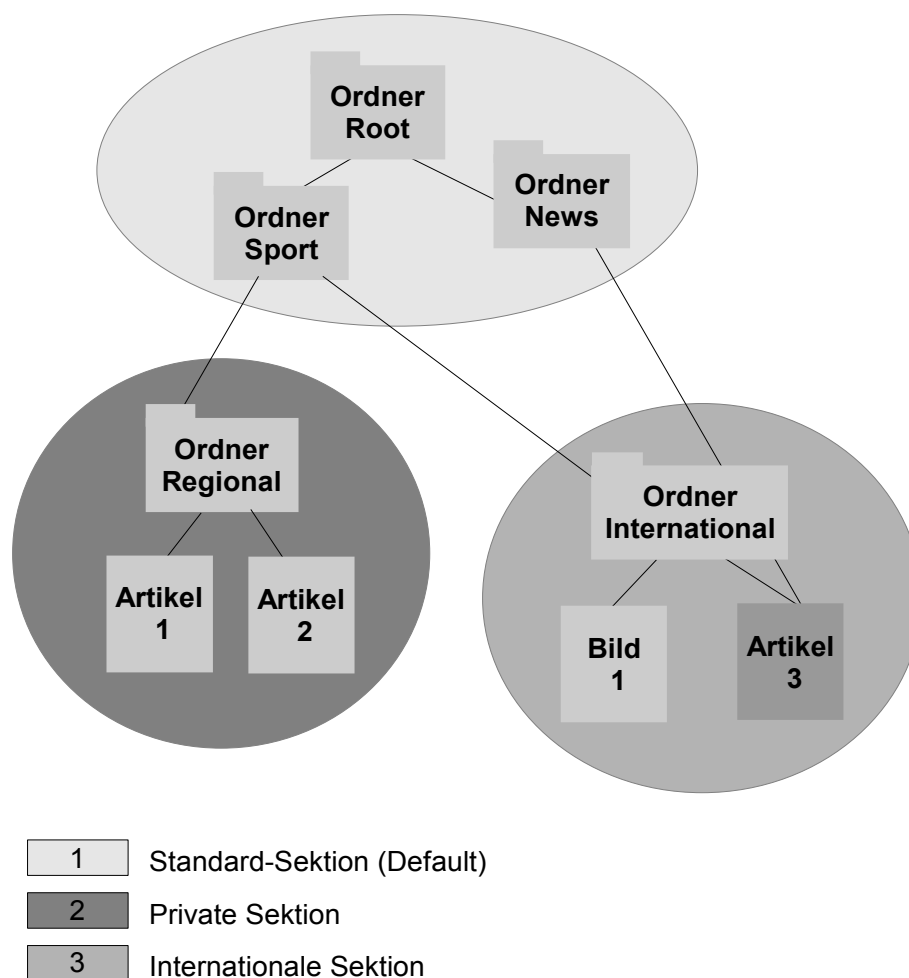 Ordner
Root
Ordner
News
Ordner
Sport
Ordner
Regional
Ordner
International
Artikel
1
Artikel
2
Bild
1
Artikel
3
1 Standard-Sektion (Default)
2 Private Sektion
3 Internationale Sektion